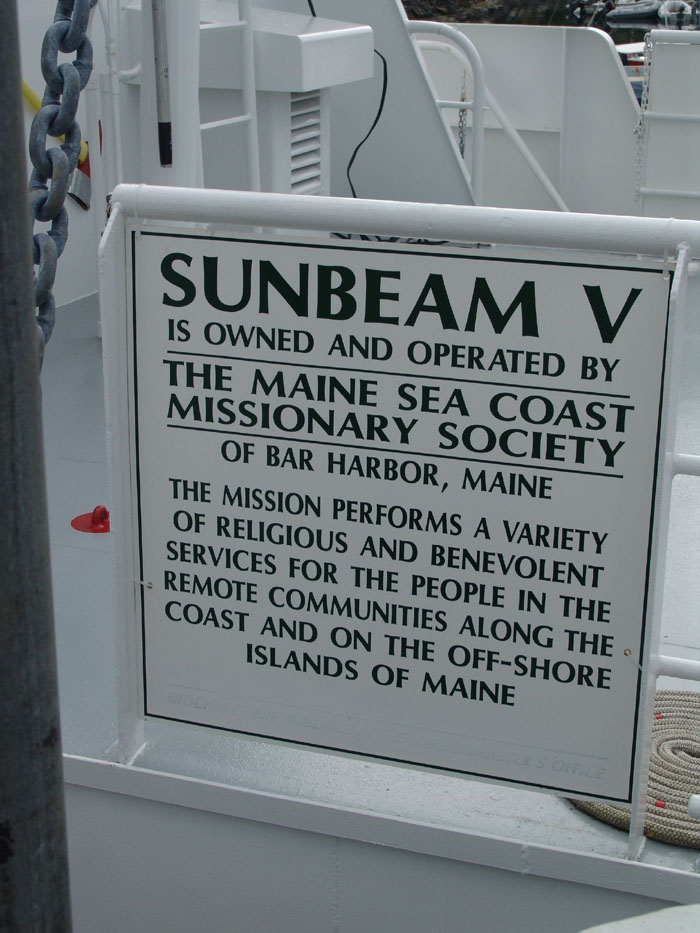 SUNBEAM V
IS OWNED AND OPERATED BY
THE MAINE SEA COAST
MISSIONARY SOCIETY
OF BAR HARBOR, MAINE
THE MISSION PERFORMS A VARIETY
OF RELIGIOUS AND BENEVOLENT
SERVICES FOR THE PEOPLE IN THE
REMOTE COMMUNITIES ALONG THE
COAST AND ON THE OFF-SHORE
ISLANDS OF MAINE
OFFICE